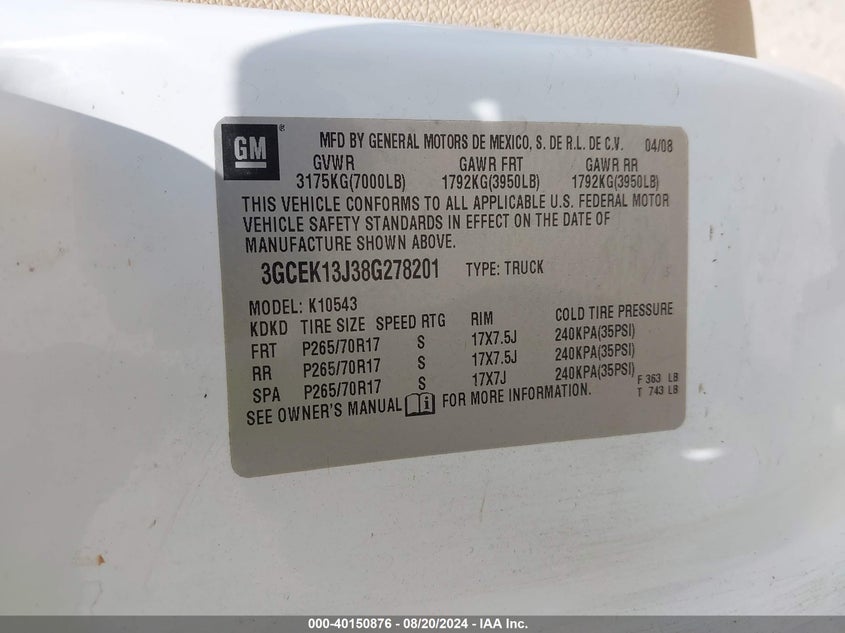 GM ® MFD BY GENERAL MOTORS DE MEXICO, S. DE R.L. DE C.V. 04/08
GVWR GAWR FRT GAWR RR
3175KG(7000LB) 1792KG(3950LB) 1792KG(3950LB)
THIS VEHICLE CONFORMS TO ALL APPLICABLE U.S. FEDERAL MOTOR
VEHICLE SAFETY STANDARDS IN EFFECT ON THE DATE OF
MANUFACTURE SHOWN ABOVE.
3GCEK13J38G278201 TYPE: TRUCK
MODEL: K10543
KDKD TIRE SIZE SPEED RTG RIM COLD TIRE PRESSURE
FRT P265/70R17 S 17X7.5J 240KPA(35PSI)
RR P265/70R17 S 17X7.5J 240KPA(35PSI)
SPA P265/70R17 S 17X7J 240KPA(35PSI)
F 363 LB
T 743 LB
SEE OWNER'S MANUAL FOR MORE INFORMATION.
000-40150876 / 08/20/2024 - IAA Inc.